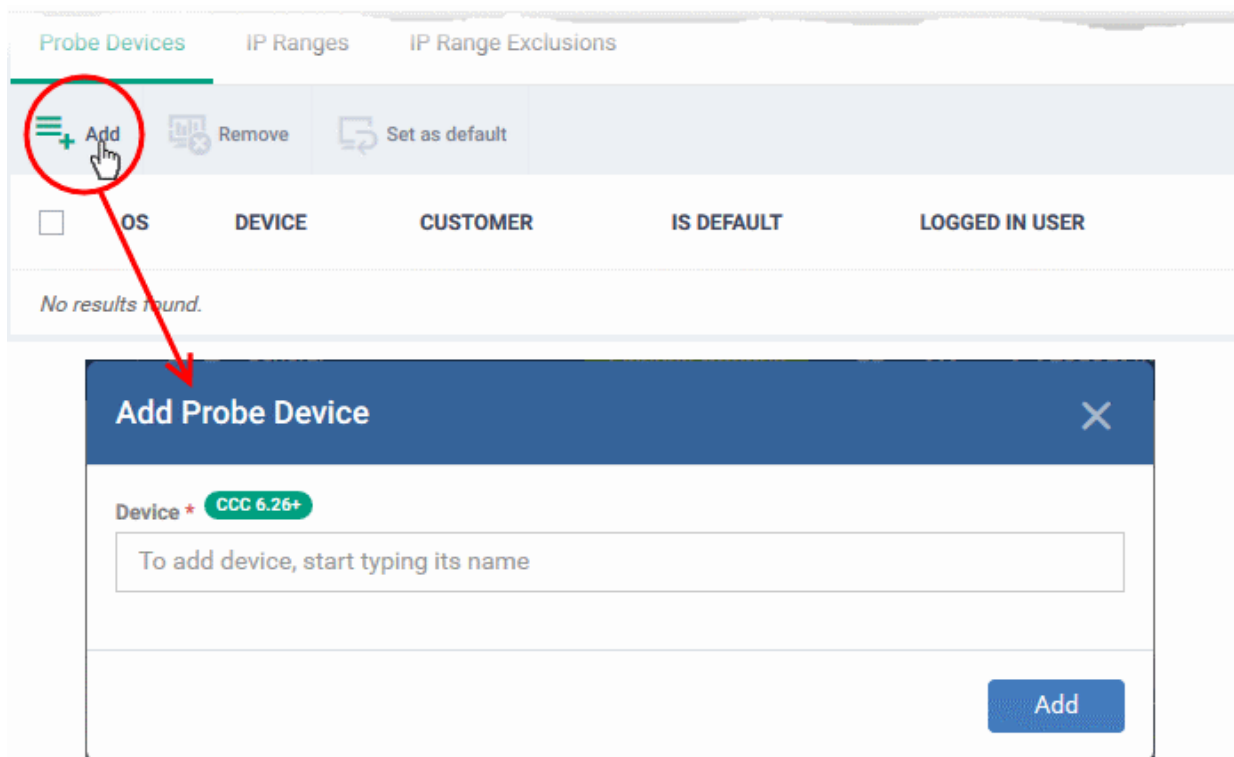 Probe Devices IP Ranges IP Range Exclusions
Add Remove Set as default
OS DEVICE CUSTOMER IS DEFAULT LOGGED IN USER
No results found.
Add Probe Device
Device * CCC 6.26+
To add device, start typing its name
Add